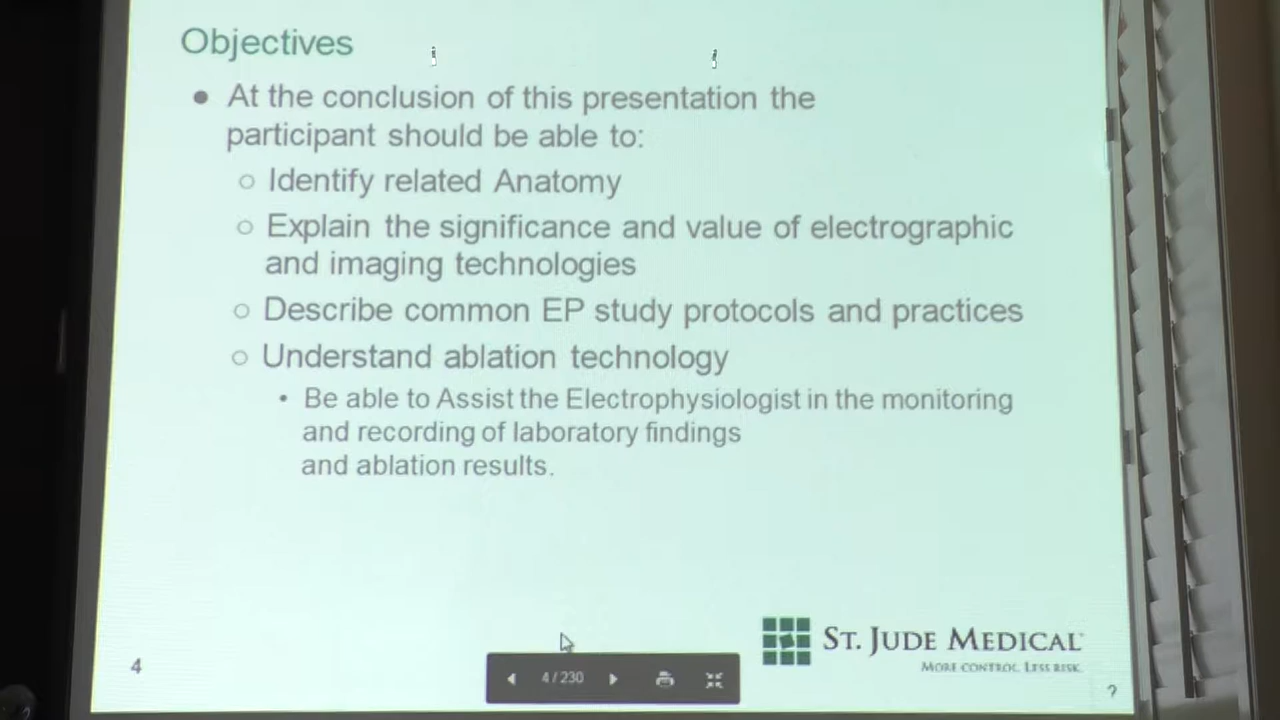 Objectives
● At the conclusion of this presentation the
participant should be able to:
○ Identify related Anatomy
○ Explain the significance and value of electrographic
and imaging technologies
○ Describe common EP study protocols and practices
○ Understand ablation technology
• Be able to Assist the Electrophysiologist in the monitoring
and recording of laboratory findings
and ablation results.
ST. JUDE MEDICAL
MORE CONTROL. LESS RISK.
4
4 / 230
?